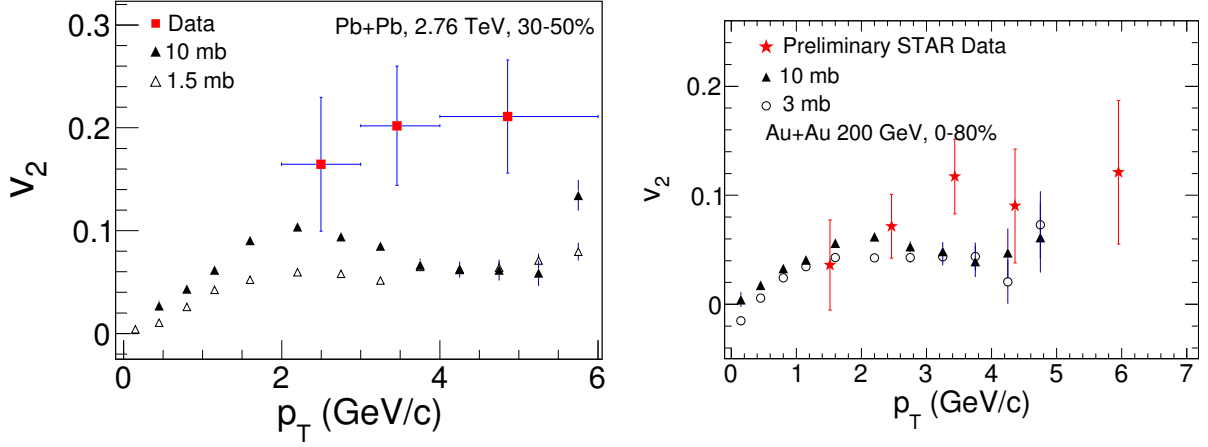 0.3
0.2
0.1
0
v2
Data
10 mb
1.5 mb
Pb+Pb, 2.76 TeV, 30-50%
0 2 4 6
pT (GeV/c)
0.2
0.1
0
v2
Preliminary STAR Data
10 mb
3 mb
Au+Au 200 GeV, 0-80%
0 1 2 3 4 5 6 7
pT (GeV/c)